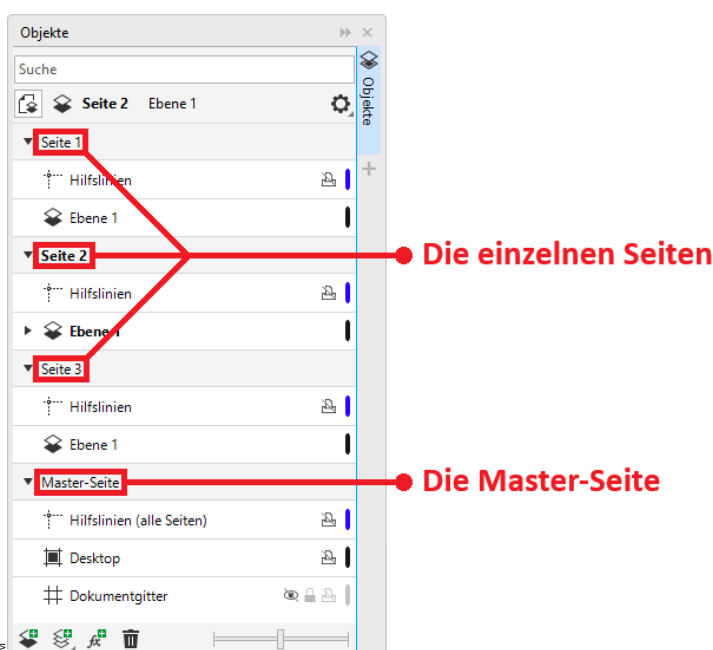 Objekte
Suche
Seite 2 Ebene 1
Objekte
Seite 1
Hilfslinien
Ebene 1
Seite 2
Die einzelnen Seiten
Hilfslinien
Ebene 1
Seite 3
Hilfslinien
Ebene 1
Master-Seite
Die Master-Seite
Hilfslinien (alle Seiten)
Desktop
Dokumentgitter